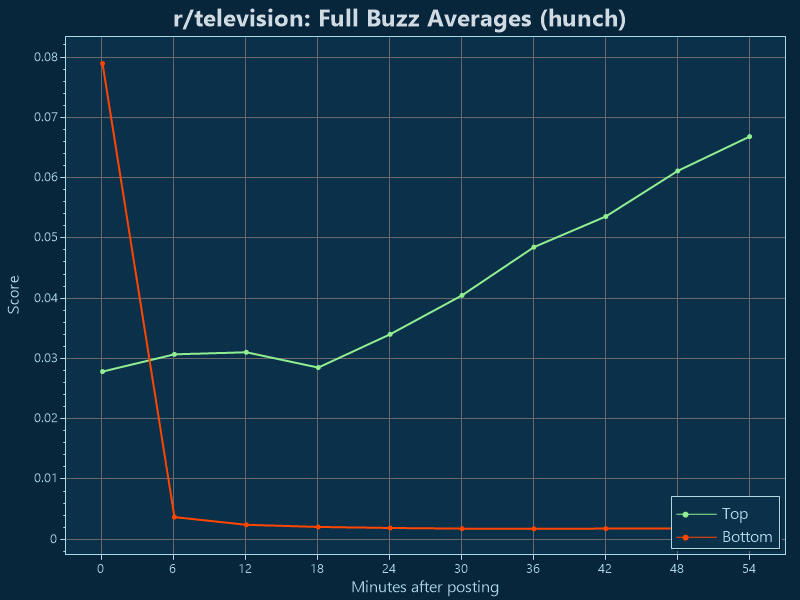 r/television: Full Buzz Averages (hunch)
0.08
0.07
0.06
0.05
0.04
0.03
0.02
0.01
0
Score
0 6 12 18 24 30 36 42 48 54
Minutes after posting
Top
Bottom